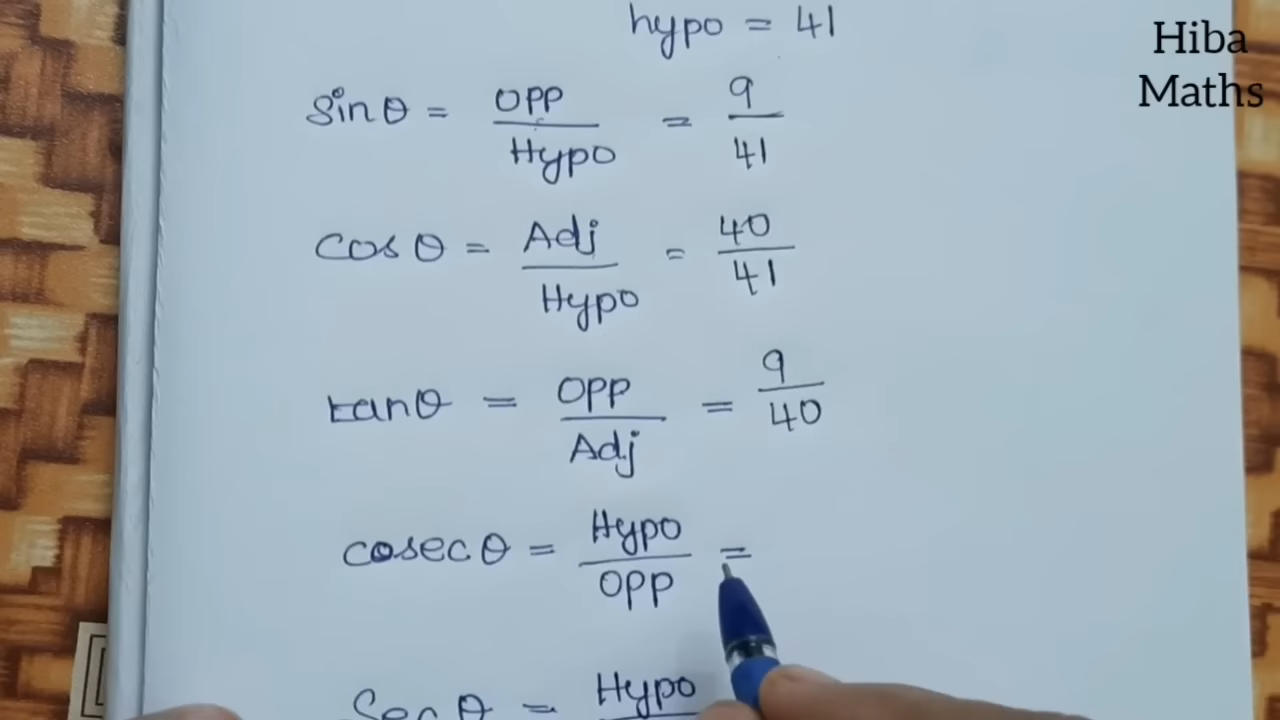 hypo = 41
Hiba
Maths
sinθ = Opp/Hypo = 9/41
cosθ = Adj/Hypo = 40/41
tanθ = Opp/Adj = 9/40
cosecθ = Hypo/Opp =
Secθ = Hypo